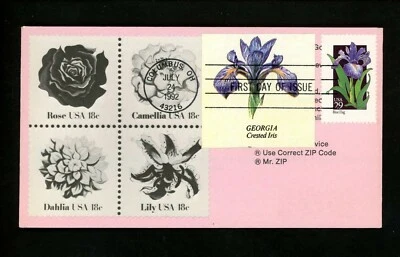 Rose USA 18c
Camellia USA 18c
Dahlia USA 18c
Lily USA 18c
COLUMBUS OH
JULY
24
1992
43216
FIRST DAY OF ISSUE
GEORGIA
Crested Iris
USA
29
® Use Correct ZIP Code
® Mr. ZIP